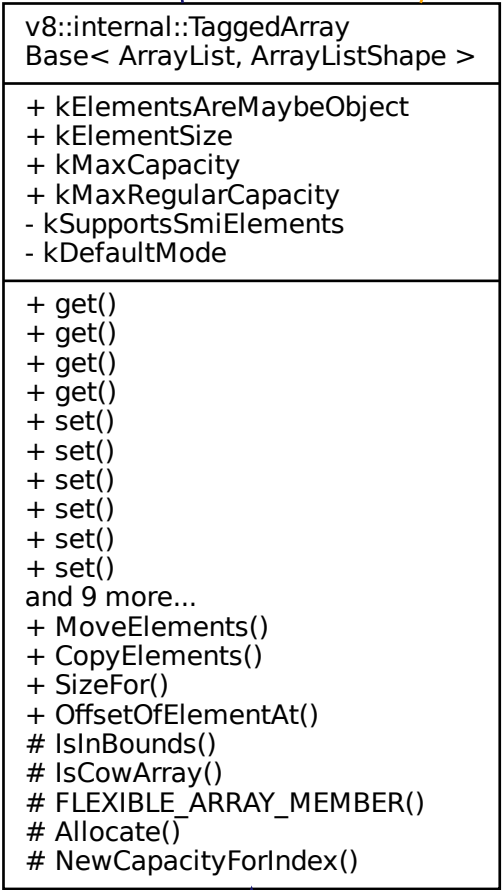 v8::internal::TaggedArray
Base< ArrayList, ArrayListShape >
+ kElementsAreMaybeObject
+ kElementSize
+ kMaxCapacity
+ kMaxRegularCapacity
- kSupportsSmiElements
- kDefaultMode
+ get()
+ get()
+ get()
+ get()
+ set()
+ set()
+ set()
+ set()
+ set()
+ set()
and 9 more...
+ MoveElements()
+ CopyElements()
+ SizeFor()
+ OffsetOfElementAt()
# IsInBounds()
# IsCowArray()
# FLEXIBLE_ARRAY_MEMBER()
# Allocate()
# NewCapacityForIndex()